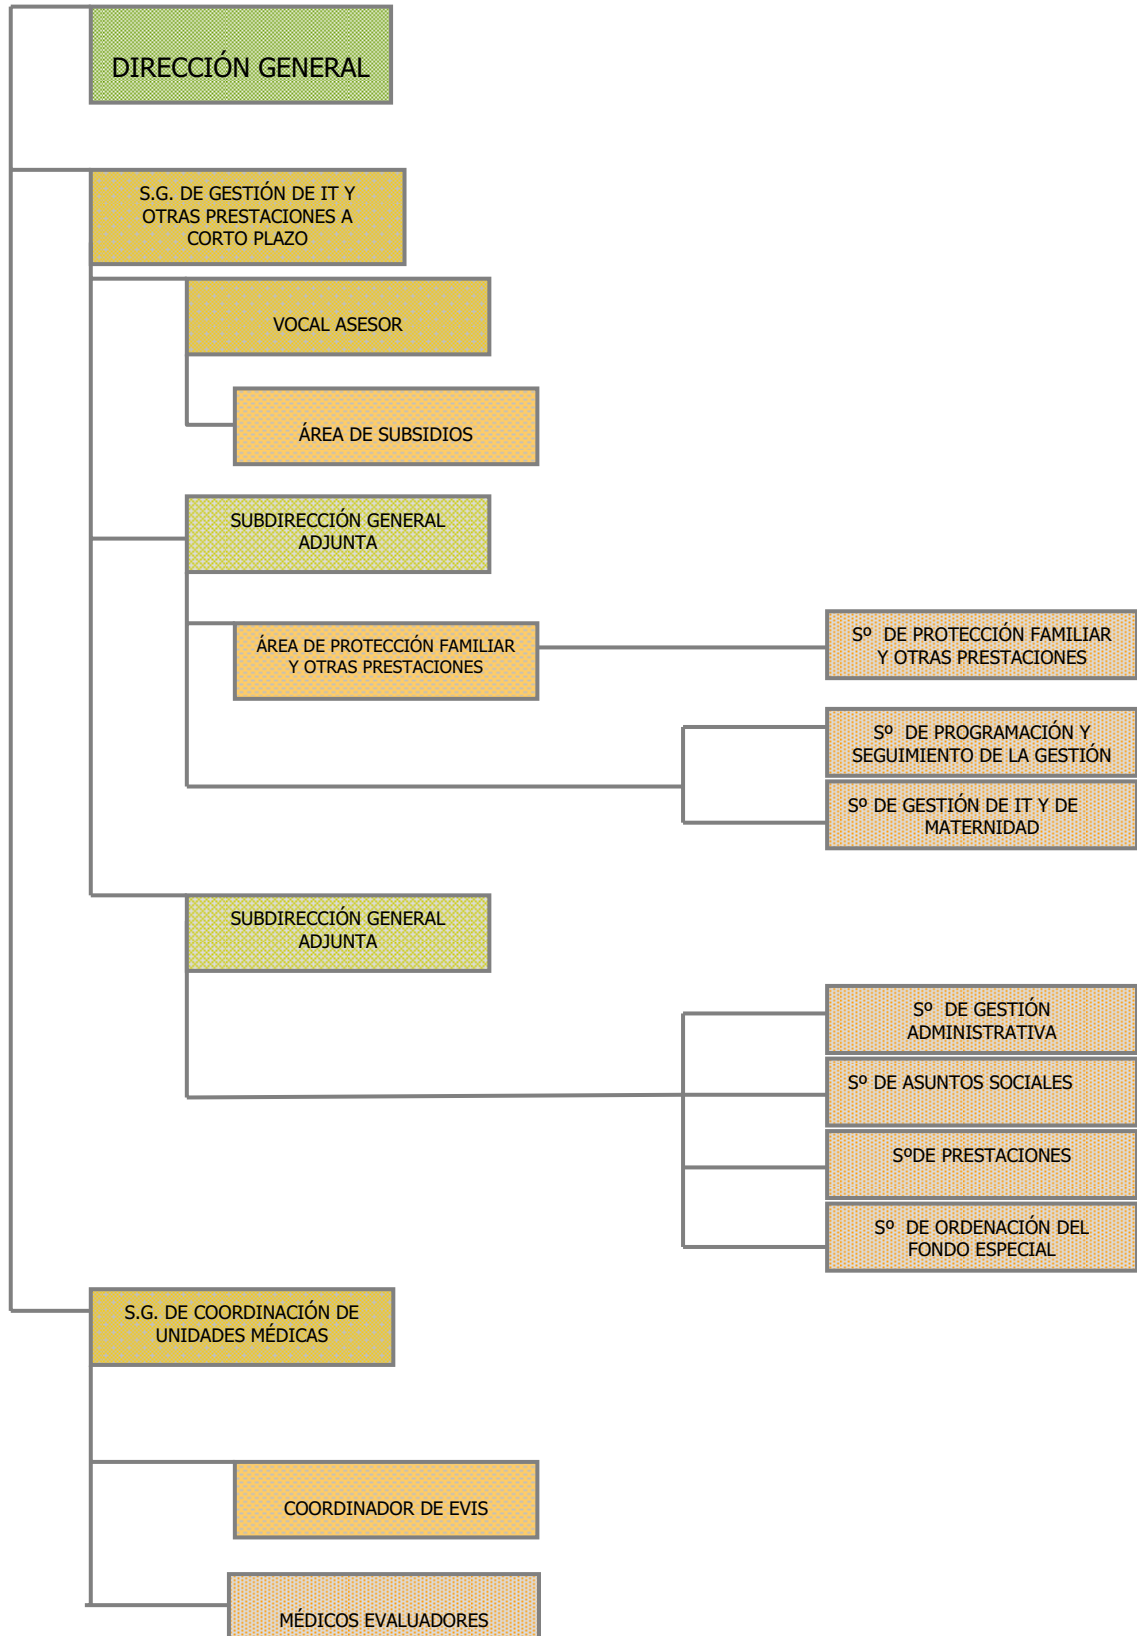 DIRECCIÓN GENERAL
S.G. DE GESTIÓN DE IT Y
OTRAS PRESTACIONES A
CORTO PLAZO
VOCAL ASESOR
ÁREA DE SUBSIDIOS
SUBDIRECCIÓN GENERAL
ADJUNTA
ÁREA DE PROTECCIÓN FAMILIAR
Y OTRAS PRESTACIONES
Sº DE PROTECCIÓN FAMILIAR
Y OTRAS PRESTACIONES
Sº DE PROGRAMACIÓN Y
SEGUIMIENTO DE LA GESTIÓN
Sº DE GESTIÓN DE IT Y DE
MATERNIDAD
SUBDIRECCIÓN GENERAL
ADJUNTA
Sº DE GESTIÓN
ADMINISTRATIVA
Sº DE ASUNTOS SOCIALES
SºDE PRESTACIONES
Sº DE ORDENACIÓN DEL
FONDO ESPECIAL
S.G. DE COORDINACIÓN DE
UNIDADES MÉDICAS
COORDINADOR DE EVIS
MÉDICOS EVALUADORES